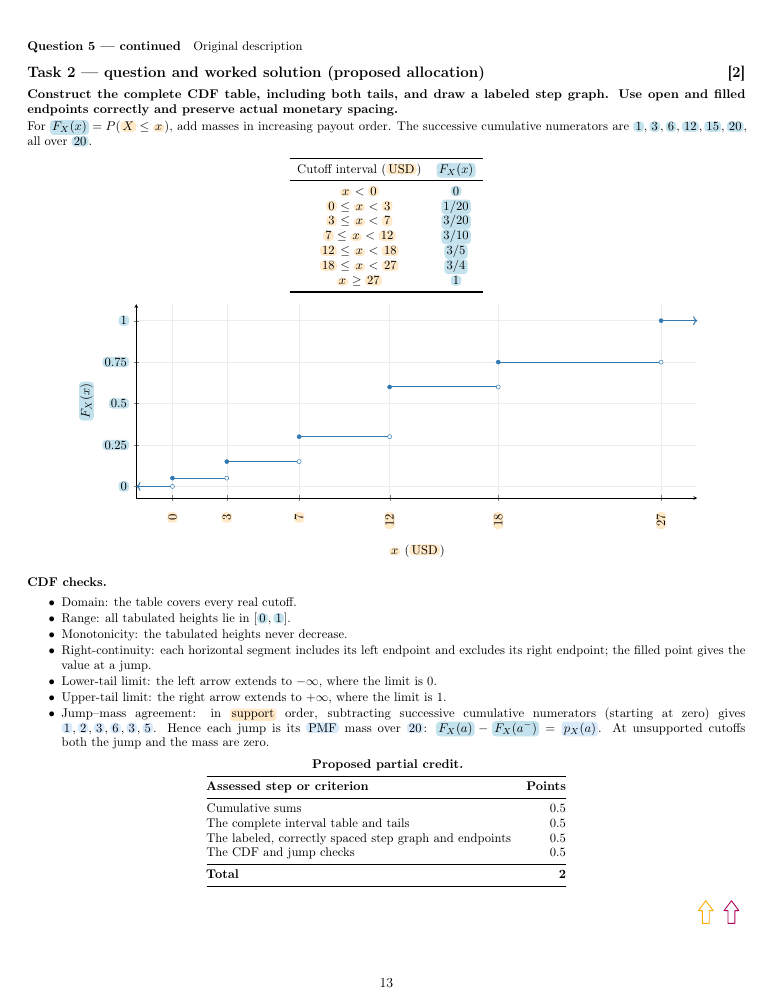 Question 5 — continued Original description
Task 2 — question and worked solution (proposed allocation) [2]
Construct the complete CDF table, including both tails, and draw a labeled step graph. Use open and filled
endpoints correctly and preserve actual monetary spacing.
For F_X(x) = P(X ≤ x), add masses in increasing payout order. The successive cumulative numerators are 1, 3, 6, 12, 15, 20,
all over 20.
Cutoff interval (USD) F_X(x)
x < 0 0
0 ≤ x < 3 1/20
3 ≤ x < 7 3/20
7 ≤ x < 12 3/10
12 ≤ x < 18 3/5
18 ≤ x < 27 3/4
x ≥ 27 1
1
0.75
0.5
0.25
0
F_X(x)
0 3 7 12 18 27
x (USD)
CDF checks.
• Domain: the table covers every real cutoff.
• Range: all tabulated heights lie in [0, 1].
• Monotonicity: the tabulated heights never decrease.
• Right-continuity: each horizontal segment includes its left endpoint and excludes its right endpoint; the filled point gives the
value at a jump.
• Lower-tail limit: the left arrow extends to −∞, where the limit is 0.
• Upper-tail limit: the right arrow extends to +∞, where the limit is 1.
• Jump–mass agreement: in support order, subtracting successive cumulative numerators (starting at zero) gives
1, 2, 3, 6, 3, 5. Hence each jump is its PMF mass over 20: F_X(a) − F_X(a⁻) = p_X(a). At unsupported cutoffs
both the jump and the mass are zero.
Proposed partial credit.
Assessed step or criterion Points
Cumulative sums 0.5
The complete interval table and tails 0.5
The labeled, correctly spaced step graph and endpoints 0.5
The CDF and jump checks 0.5
Total 2
13